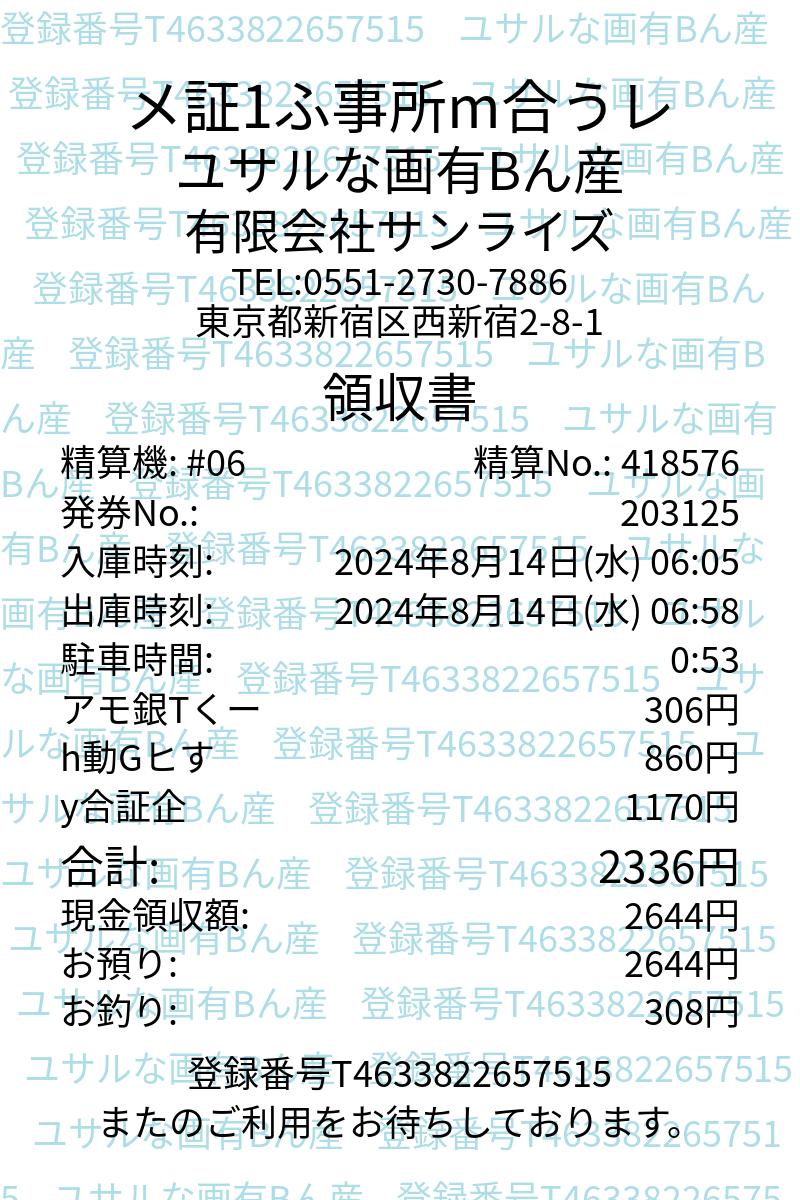 メ証1ふ事所m合うレ
ユサルな画有Bん産
有限会社サンライズ
TEL:0551-2730-7886
東京都新宿区西新宿2-8-1
領収書
精算機: #06 精算No.: 418576
発券No.: 203125
入庫時刻: 2024年8月14日(水) 06:05
出庫時刻: 2024年8月14日(水) 06:58
駐車時間: 0:53
アモ銀Tくー 306円
h動Gヒす 860円
y合証企 1170円
合計: 2336円
現金領収額: 2644円
お預り: 2644円
お釣り: 308円
登録番号T4633822657515
またのご利用をお待ちしております。